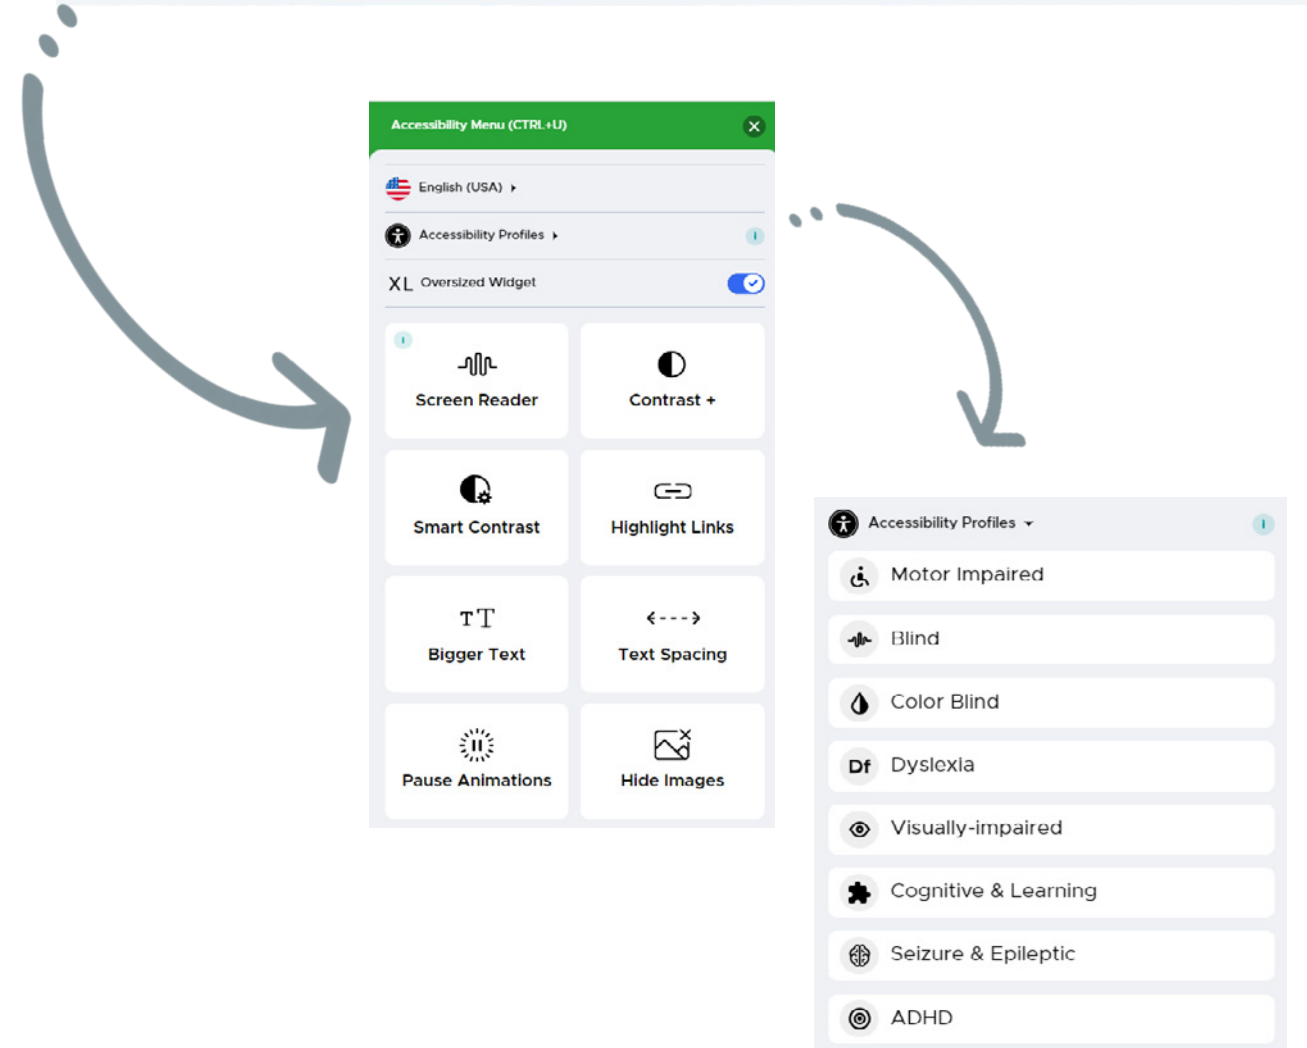 Accessibility Menu (CTRL+U)
English (USA)
Accessibility Profiles
XL Oversized Widget
Screen Reader
Contrast +
Smart Contrast
Highlight Links
TT
Bigger Text
Text Spacing
Pause Animations
Hide Images
Accessibility Profiles
Motor Impaired
Blind
Color Blind
Df Dyslexia
Visually-impaired
Cognitive & Learning
Seizure & Epileptic
ADHD